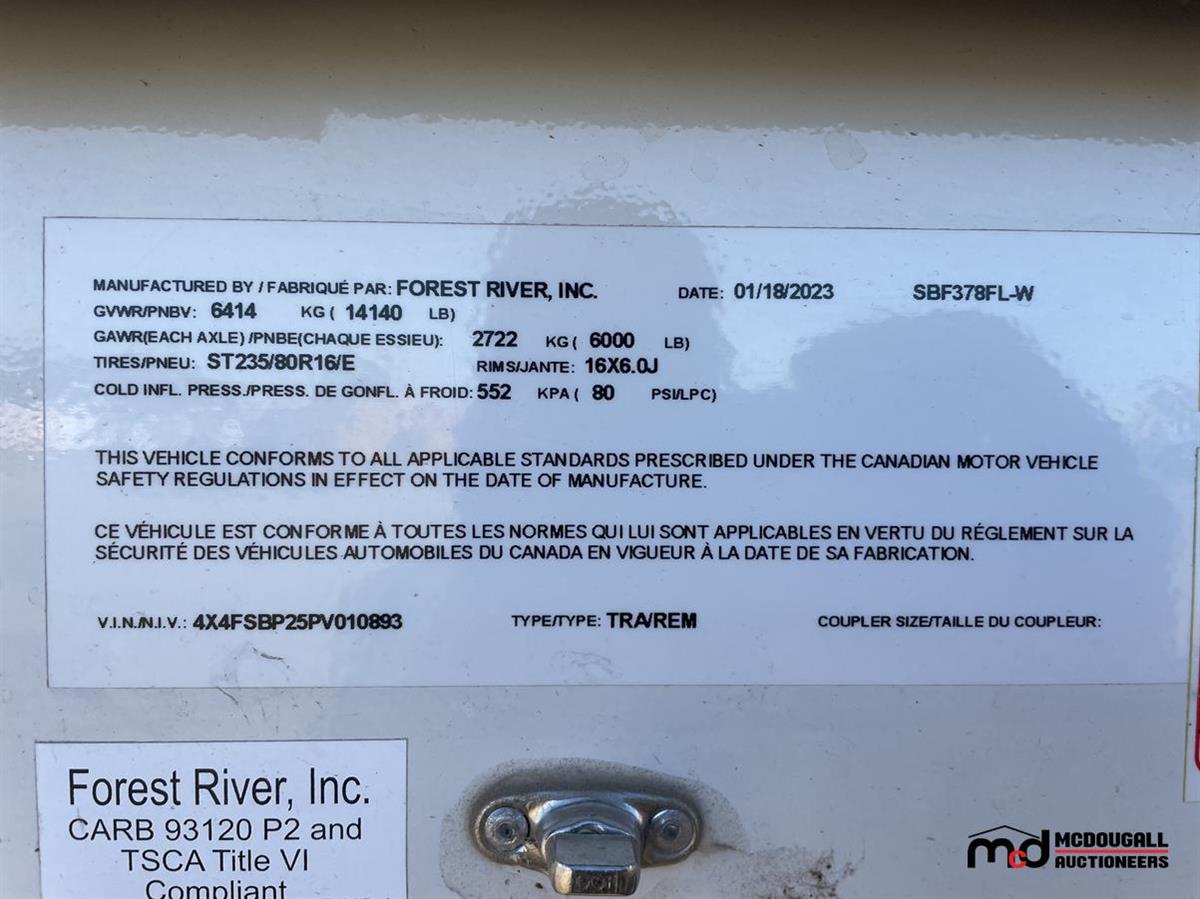 MANUFACTURED BY / FABRIQUÉ PAR: FOREST RIVER, INC. DATE: 01/18/2023 SBF378FL-W
GVWR/PNBV: 6414 KG ( 14140 LB)
GAWR(EACH AXLE) /PNBE(CHAQUE ESSIEU): 2722 KG ( 6000 LB)
TIRES/PNEU: ST235/80R16/E RIMS/JANTE: 16X6.0J
COLD INFL. PRESS./PRESS. DE GONFL. À FROID: 552 KPA ( 80 PSI/LPC)
THIS VEHICLE CONFORMS TO ALL APPLICABLE STANDARDS PRESCRIBED UNDER THE CANADIAN MOTOR VEHICLE
SAFETY REGULATIONS IN EFFECT ON THE DATE OF MANUFACTURE.
CE VÉHICULE EST CONFORME À TOUTES LES NORMES QUI LUI SONT APPLICABLES EN VERTU DU RÉGLEMENT SUR LA
SÉCURITÉ DES VÉHICULES AUTOMOBILES DU CANADA EN VIGUEUR À LA DATE DE SA FABRICATION.
V.I.N./N.I.V.: 4X4FSBP25PV010893 TYPE/TYPE: TRA/REM COUPLER SIZE/TAILLE DU COUPLEUR:
Forest River, Inc.
CARB 93120 P2 and
TSCA Title VI
Compliant
mcd MCDOUGALL
AUCTIONEERS